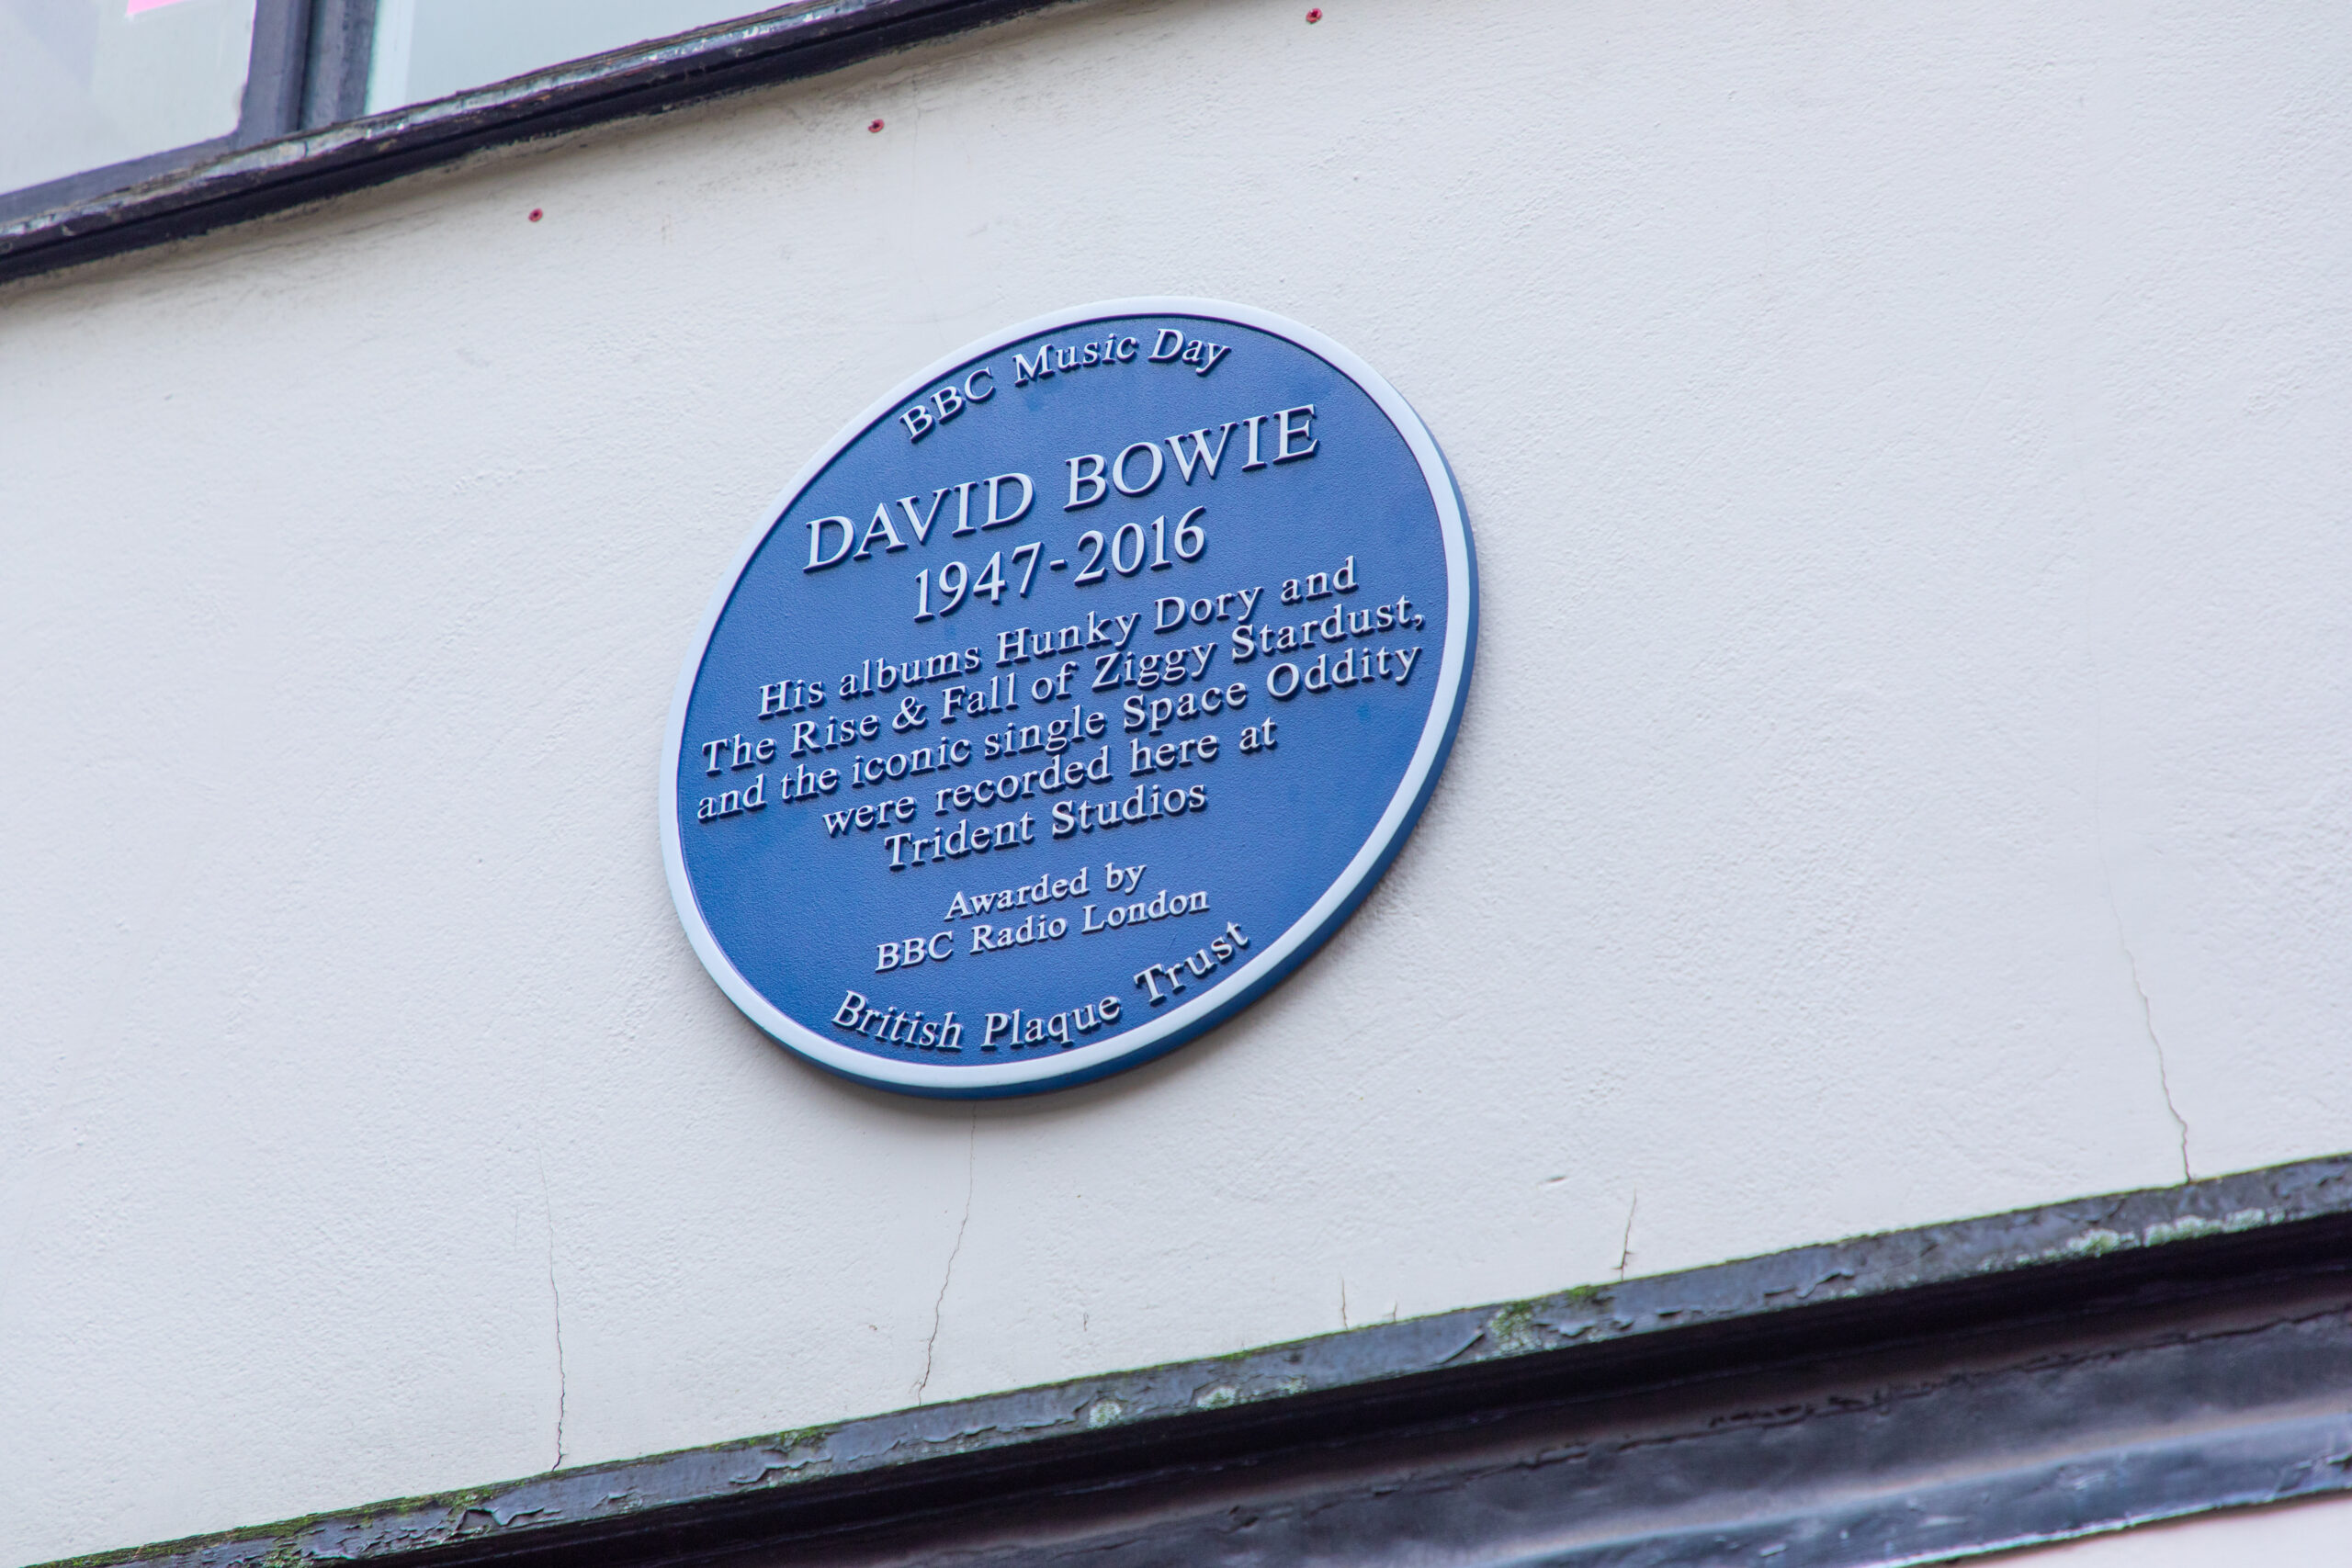 BBC Music Day
DAVID BOWIE
1947-2016
His albums Hunky Dory and
The Rise & Fall of Ziggy Stardust,
and the iconic single Space Oddity
were recorded here at
Trident Studios
Awarded by
BBC Radio London
British Plaque Trust